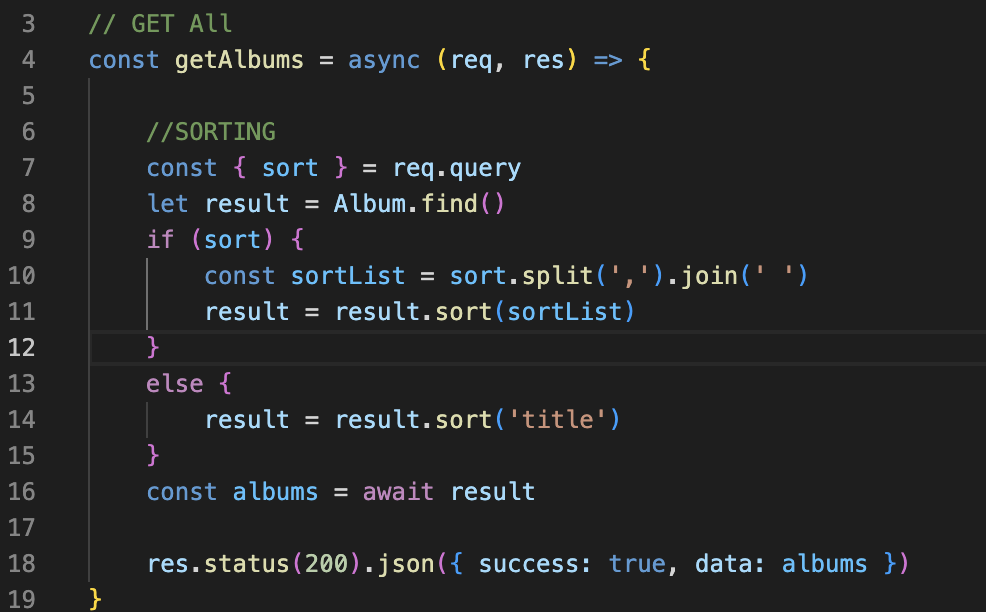 3 // GET All
4 const getAlbums = async (req, res) => {
5
6 //SORTING
7 const { sort } = req.query
8 let result = Album.find()
9 if (sort) {
10 const sortList = sort.split(',').join(' ')
11 result = result.sort(sortList)
12 }
13 else {
14 result = result.sort('title')
15 }
16 const albums = await result
17
18 res.status(200).json({ success: true, data: albums })
19 }